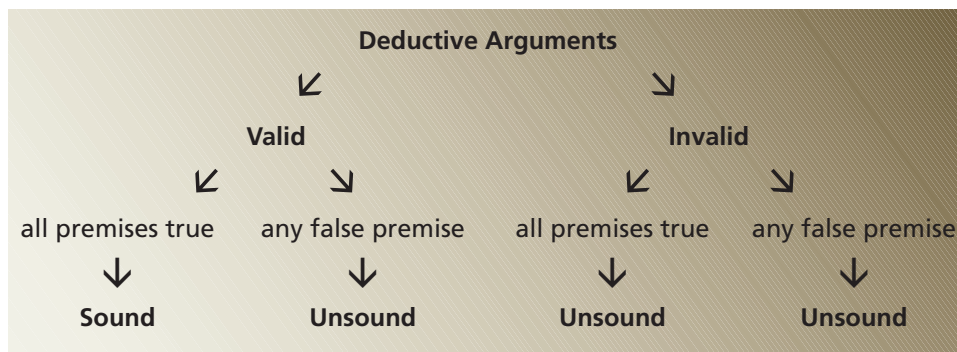 Deductive Arguments
Valid Invalid
all premises true any false premise all premises true any false premise
Sound Unsound Unsound Unsound